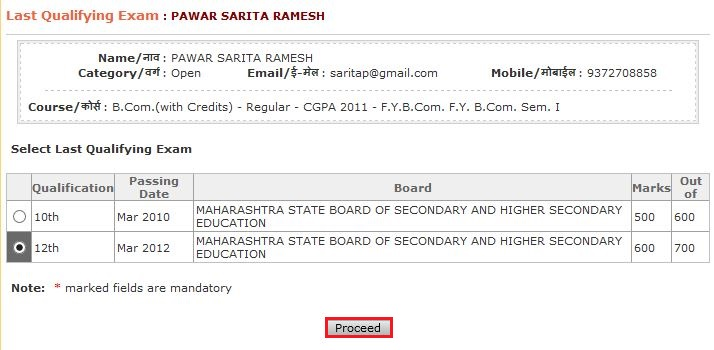 Last Qualifying Exam : PAWAR SARITA RAMESH
Name/नाव : PAWAR SARITA RAMESH
Category/वर्ग : Open Email/ई-मेल : saritap@gmail.com Mobile/मोबाईल : 9372708858
Course/कोर्स : B.Com.(with Credits) - Regular - CGPA 2011 - F.Y.B.Com. F.Y. B.Com. Sem. I
Select Last Qualifying Exam
Qualification Passing Date Board Marks Out of
10th Mar 2010 MAHARASHTRA STATE BOARD OF SECONDARY AND HIGHER SECONDARY EDUCATION 500 600
12th Mar 2012 MAHARASHTRA STATE BOARD OF SECONDARY AND HIGHER SECONDARY EDUCATION 600 700
Note: * marked fields are mandatory
Proceed